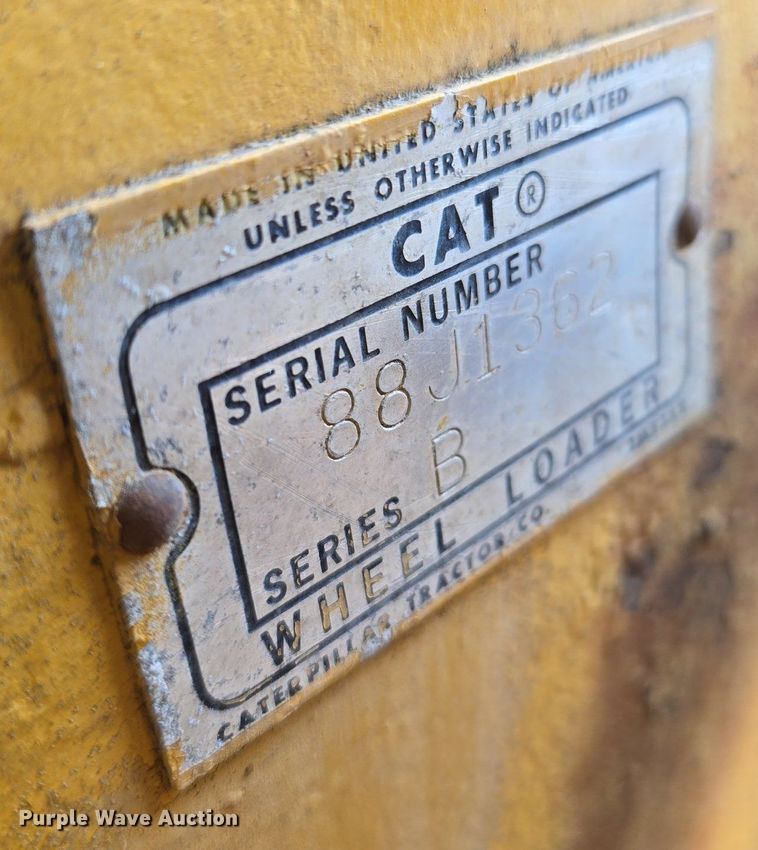 MADE IN UNITED STATES OF AMERICA
UNLESS OTHERWISE INDICATED
CAT ®
SERIAL NUMBER
88J1362
SERIES B
WHEEL LOADER
CATERPILLAR TRACTOR CO.
Purple Wave Auction